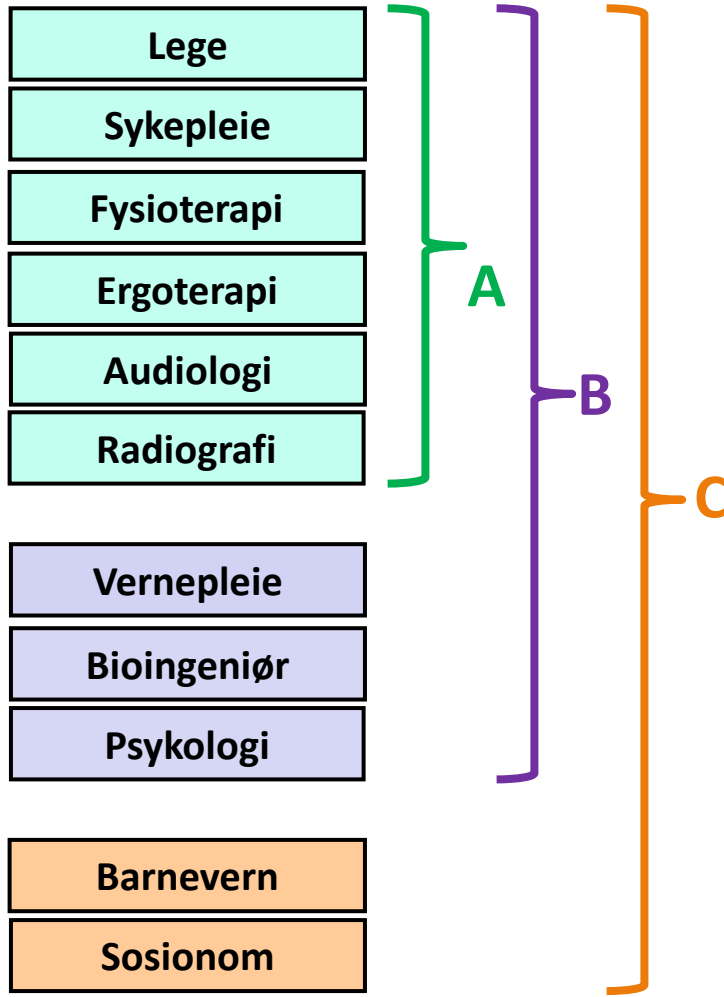 Lege
Sykepleie
Fysioterapi
Ergoterapi
Audiologi
Radiografi
A
Vernepleie
Bioingeniør
Psykologi
B
Barnevern
Sosionom
C